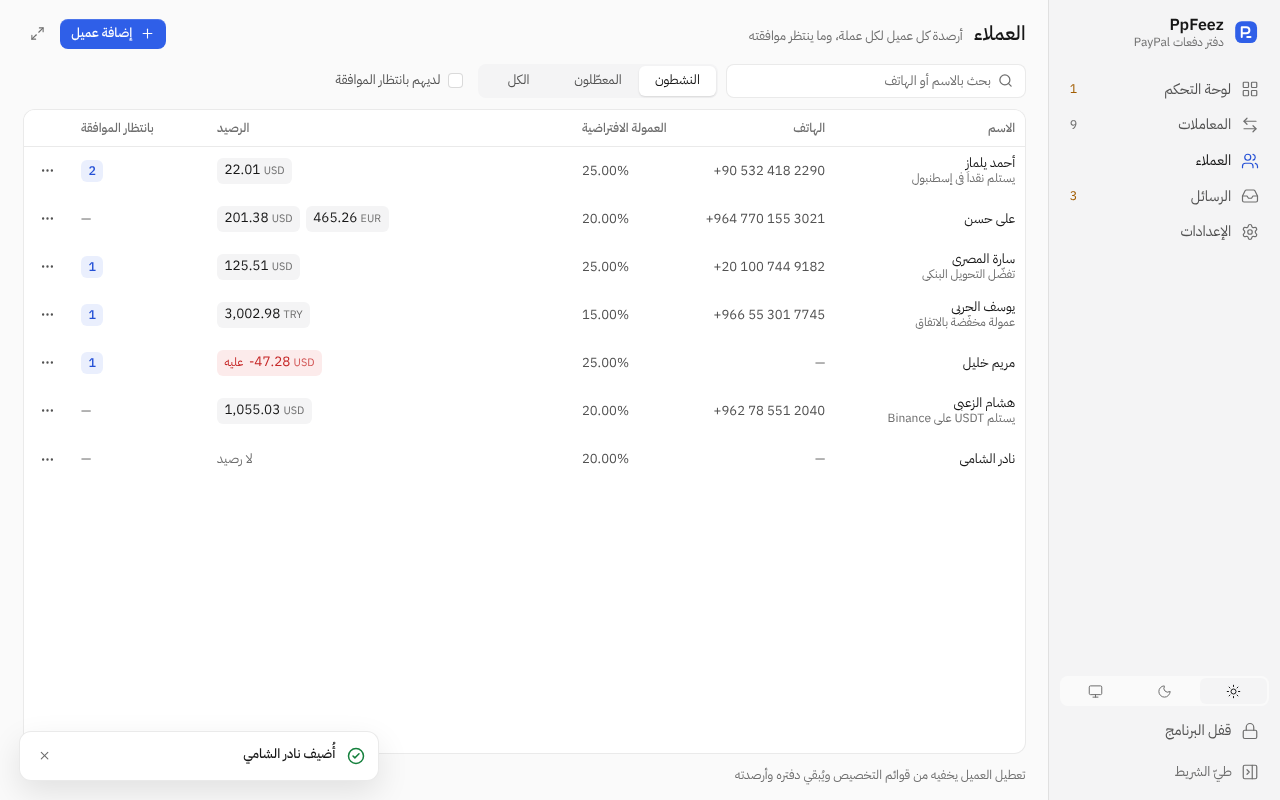 PpFeez
دفتر دفعات PayPal
لوحة التحكم 1
المعاملات 9
العملاء
الرسائل 3
الإعدادات
قفل البرنامج
طيّ الشريط
العملاء أرصدة كل عميل لكل عملة، وما ينتظر موافقته
إضافة عميل
بحث بالاسم أو الهاتف
النشطون المعطّلون الكل
لديهم بانتظار الموافقة
الاسم الهاتف العمولة الافتراضية الرصيد بانتظار الموافقة
أحمد يلماز +90 532 418 2290 25.00% 22.01 USD 2
يستلم نقداً في إسطنبول
علي حسن +964 770 155 3021 20.00% 465.26 EUR 201.38 USD —
سارة المصري +20 100 744 9182 25.00% 125.51 USD 1
تفضّل التحويل البنكي
يوسف الحربي +966 55 301 7745 15.00% 3,002.98 TRY 1
عمولة مخفّضة بالاتفاق
مريم خليل — 25.00% -47.28 USD عليه 1
هشام الزعبي +962 78 551 2040 20.00% 1,055.03 USD —
يستلم USDT على Binance
نادر الشامي — 20.00% لا رصيد —
تعطيل العميل يخفيه من قوائم التخصيص ويُبقي دفتره وأرصدته
أُضيف نادر الشامي